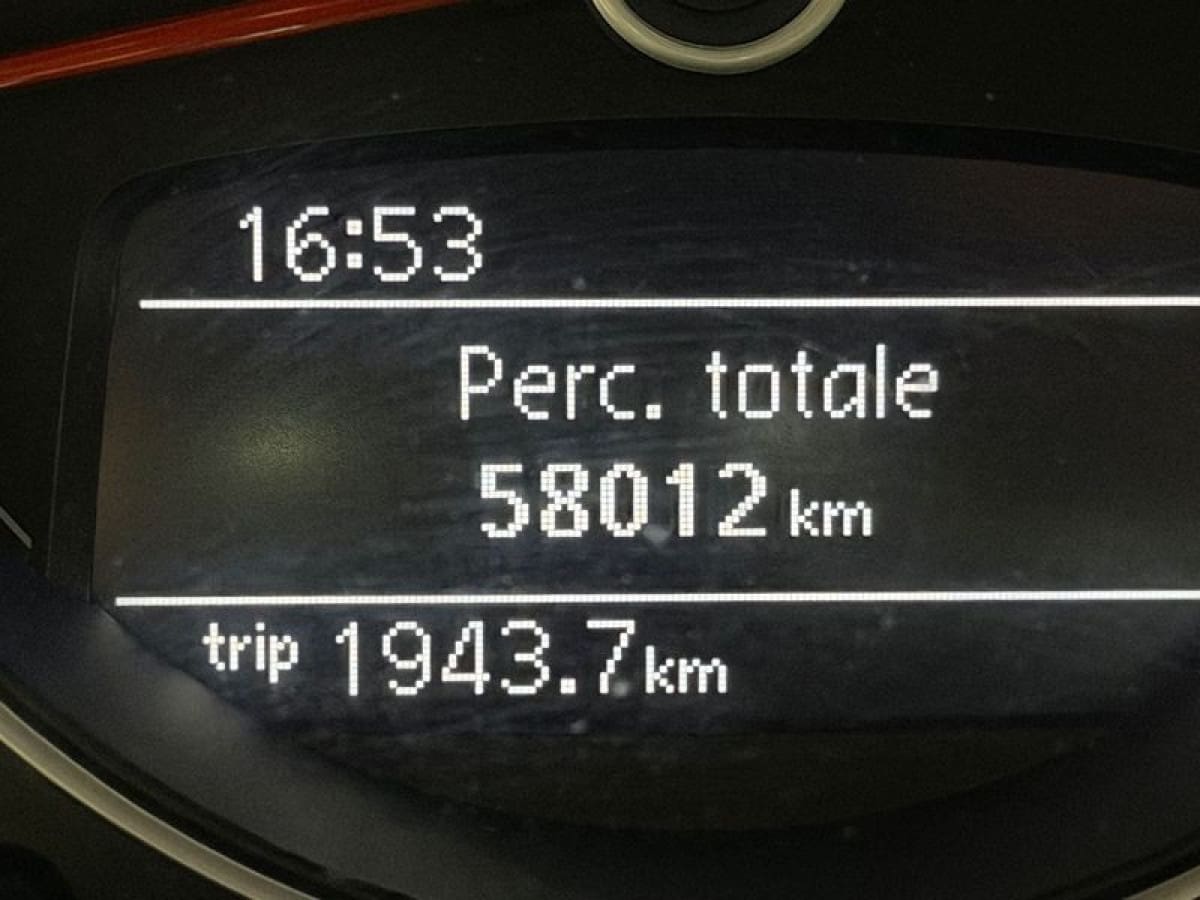 16:53
Perc. totale
58012 km
trip 1943.7 km